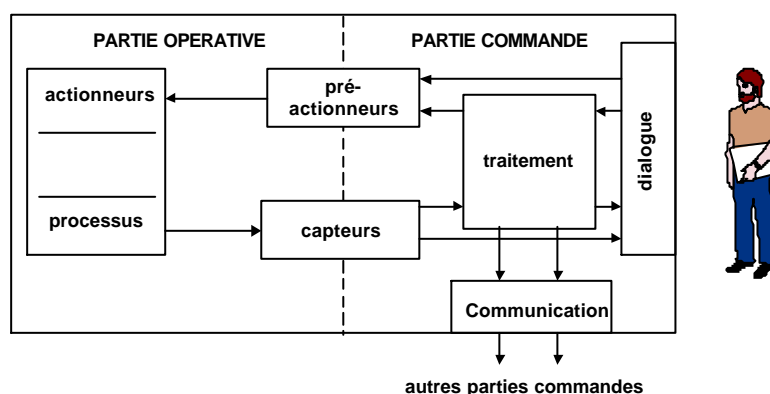 PARTIE OPERATIVE
PARTIE COMMANDE
actionneurs
pré-
actionneurs
traitement
dialogue
processus
capteurs
Communication
autres parties commandes